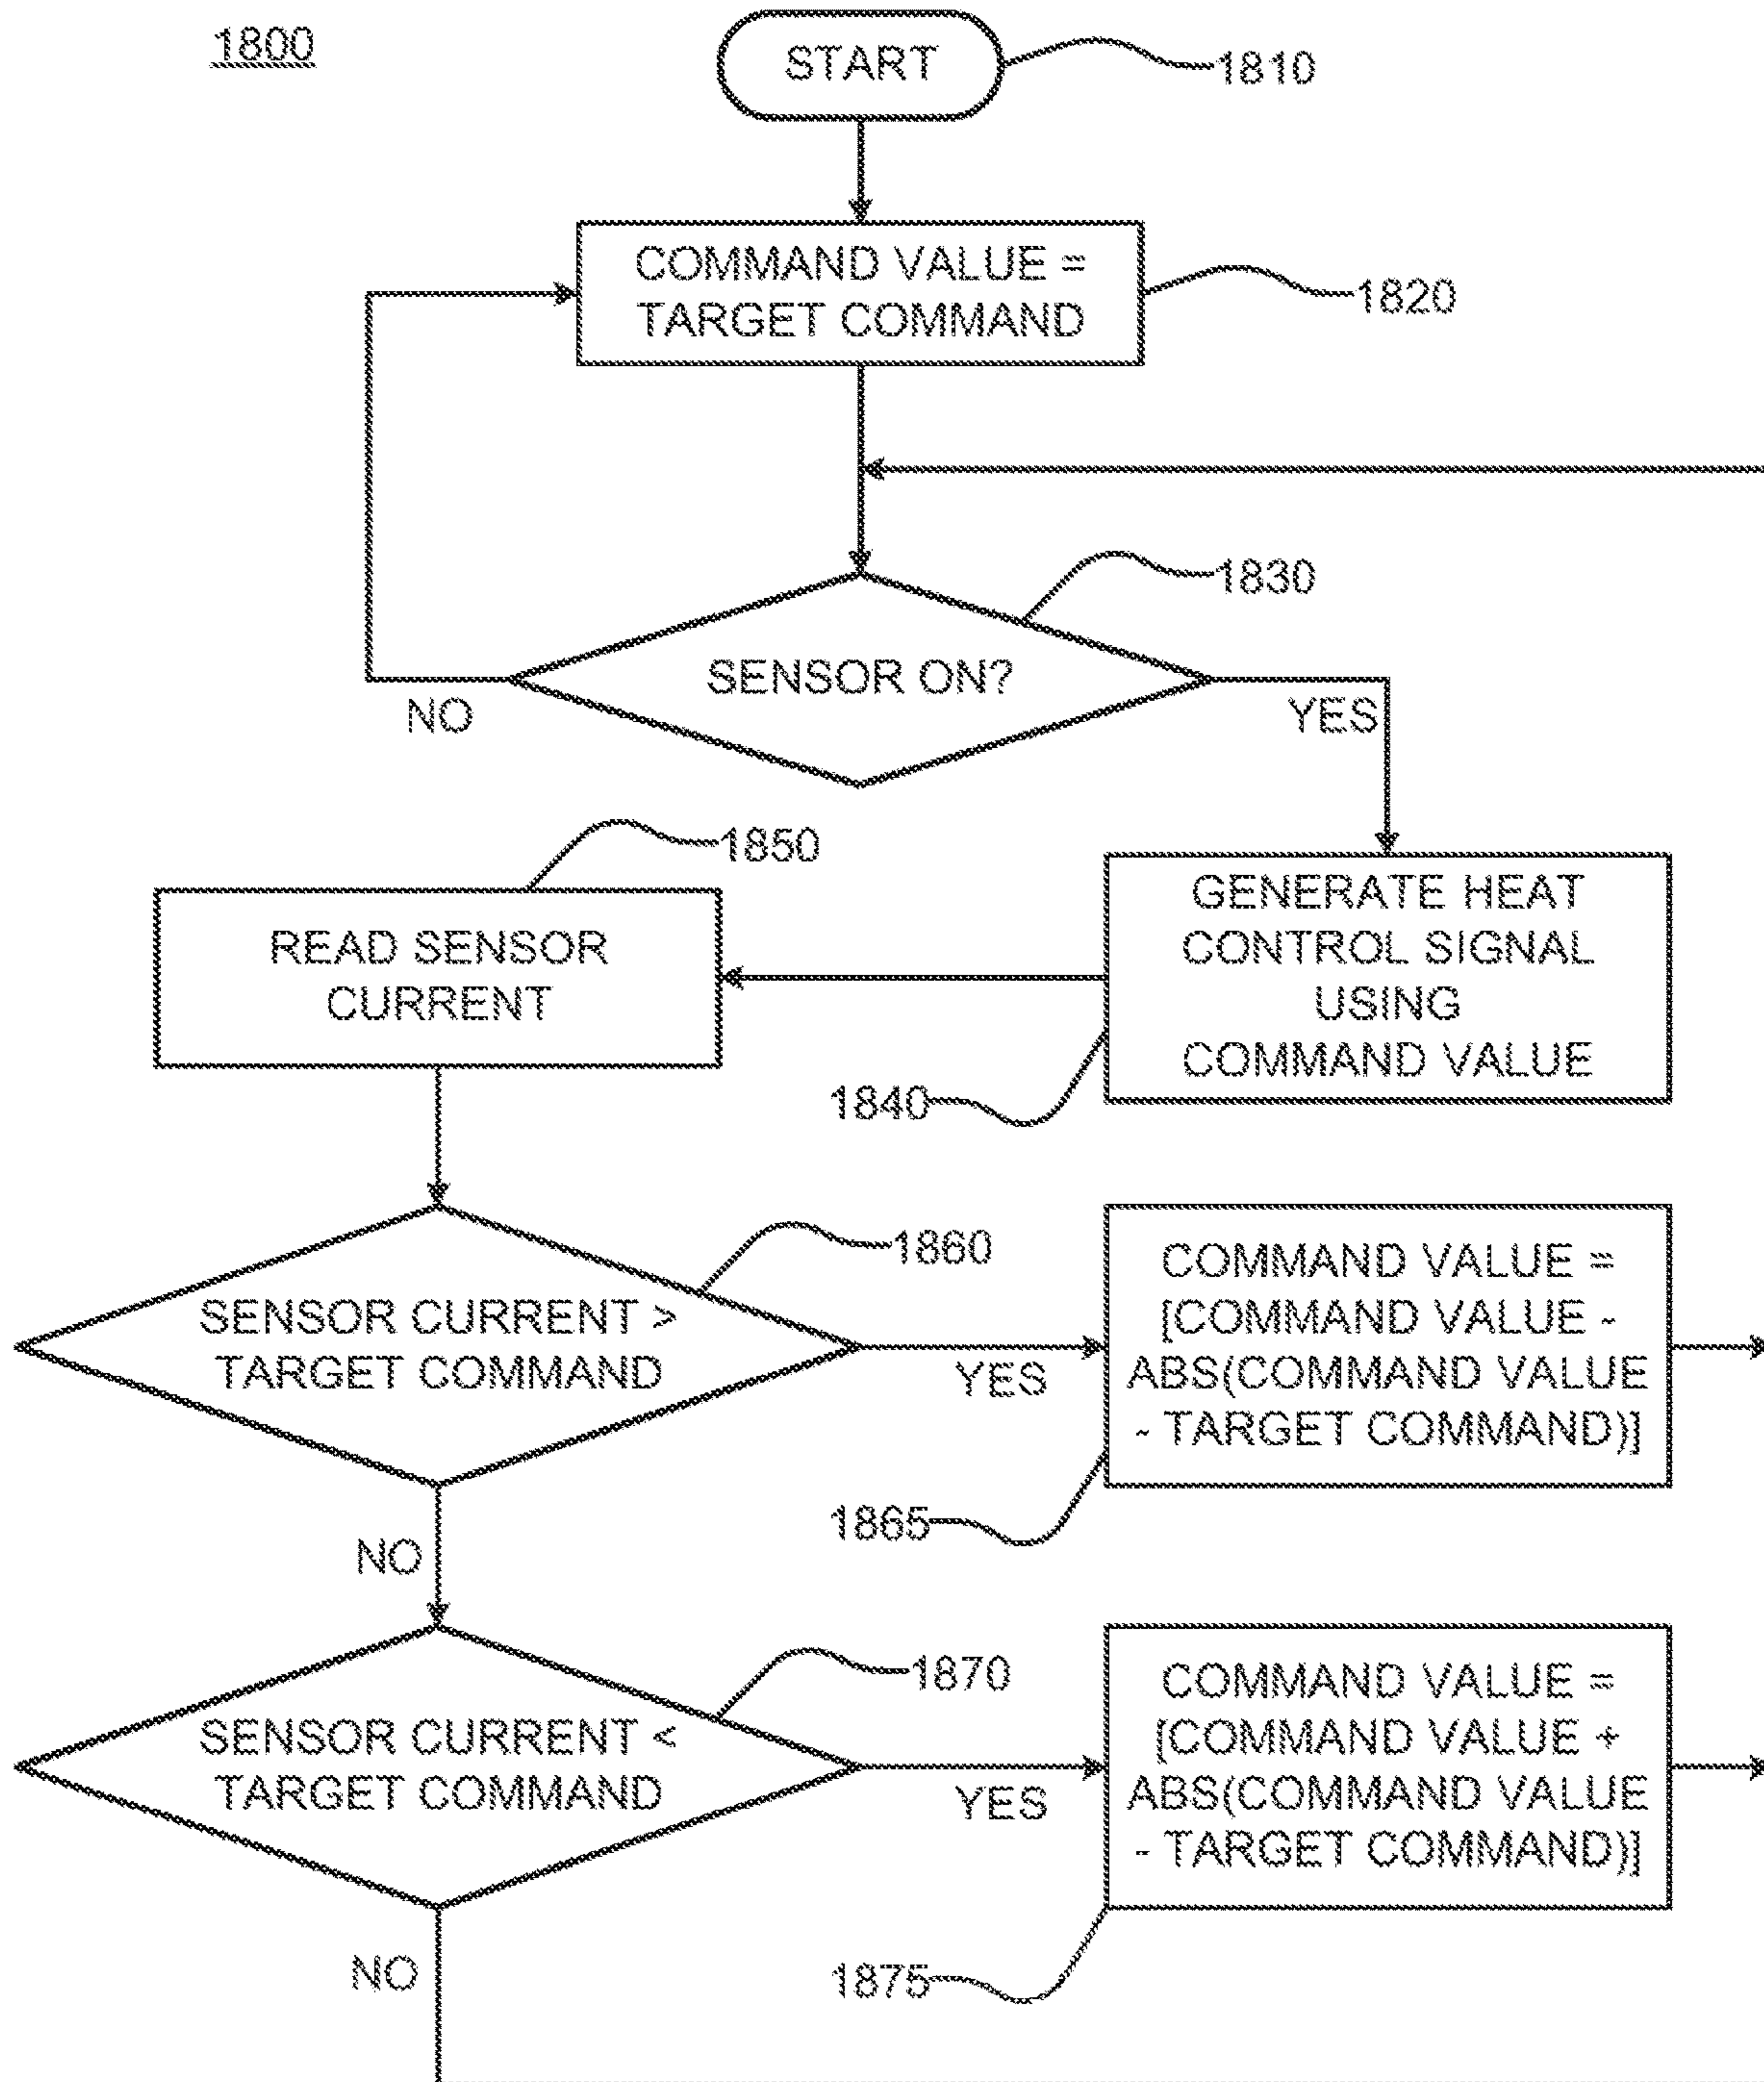 1800
START
1810
COMMAND VALUE =
TARGET COMMAND
1820
1830
SENSOR ON?
NO
YES
1850
READ SENSOR
CURRENT
GENERATE HEAT
CONTROL SIGNAL
USING
COMMAND VALUE
1840
1860
SENSOR CURRENT >
TARGET COMMAND
YES
COMMAND VALUE =
[COMMAND VALUE -
ABS(COMMAND VALUE
- TARGET COMMAND)]
1865
NO
1870
SENSOR CURRENT <
TARGET COMMAND
YES
COMMAND VALUE =
[COMMAND VALUE +
ABS(COMMAND VALUE
- TARGET COMMAND)]
1875
NO